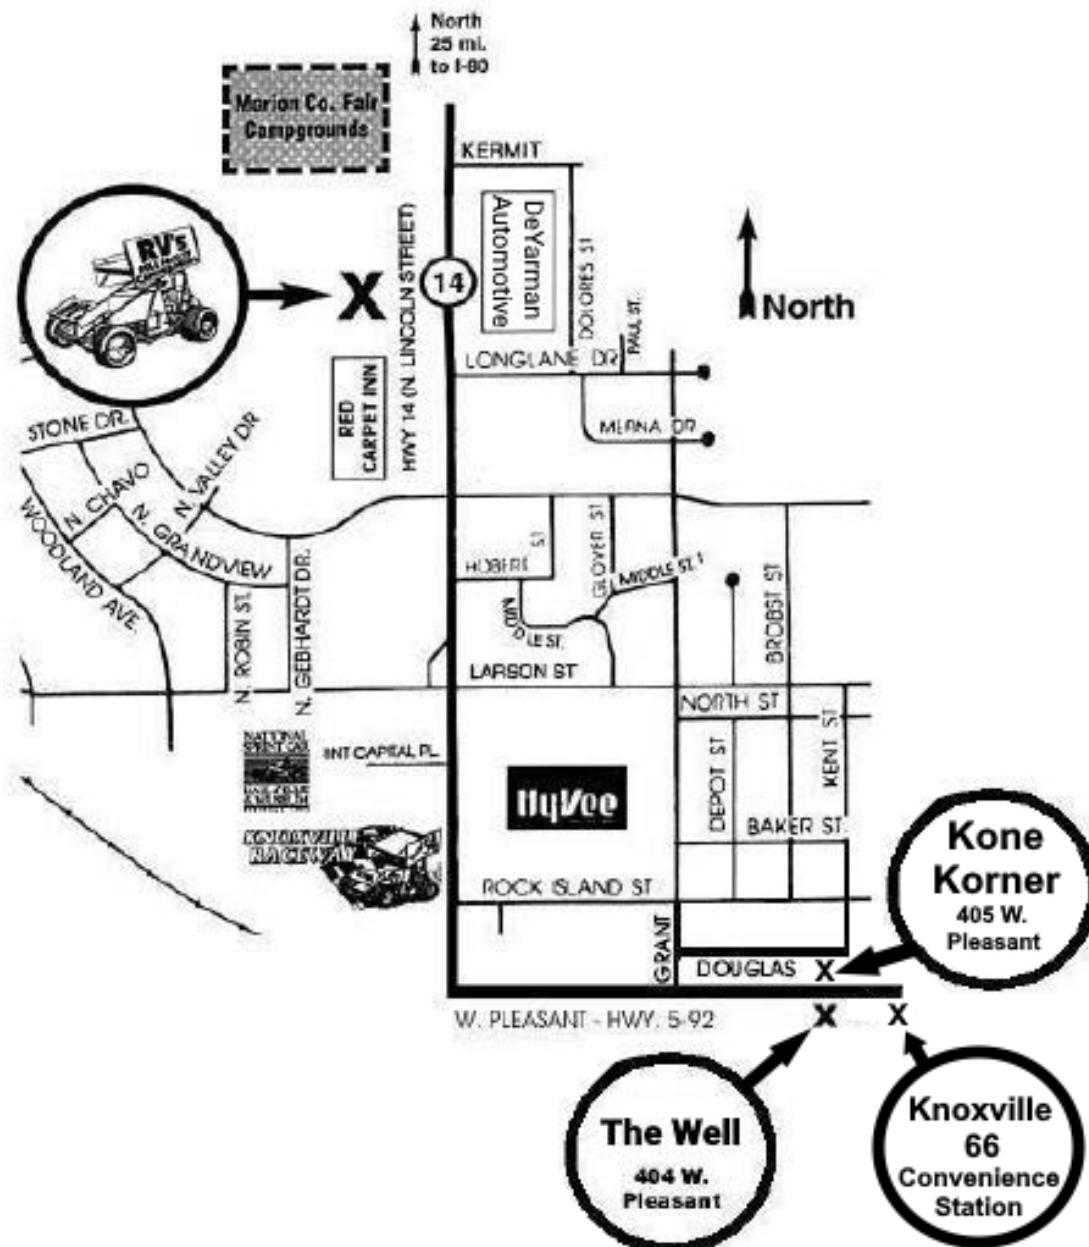 North
25 mi.
to I-80
Marion Co. Fair
Campgrounds
KERMIT
DeYarman
Automotive
DOLORES ST
PAUL ST.
RV's
14
HWY 14 (N. LINCOLN STREET)
X
North
LONGLANE DR
RED
CARPET INN
MERNA DR
STONE DR.
N. CHAVO
N. VALLEY DR
N. GRANDVIEW
WOODLAND AVE.
N. ROBIN ST.
N. GEBHARDT DR.
ST
GLOVER ST
MIDDLE ST.
MIDDLE ST.
BROBST ST
LARSON ST
NORTH ST
KENT ST
DEPOT ST
NATIONAL
SPRINT CAR
CAPITAL PL.
HyVee
BAKER ST.
KNOXVILLE
RACEWAY
ROCK ISLAND ST
GRANT
DOUGLAS
X
Kone
Korner
405 W.
Pleasant
W. PLEASANT - HWY. 5-92
X
X
The Well
404 W.
Pleasant
Knoxville
66
Convenience
Station